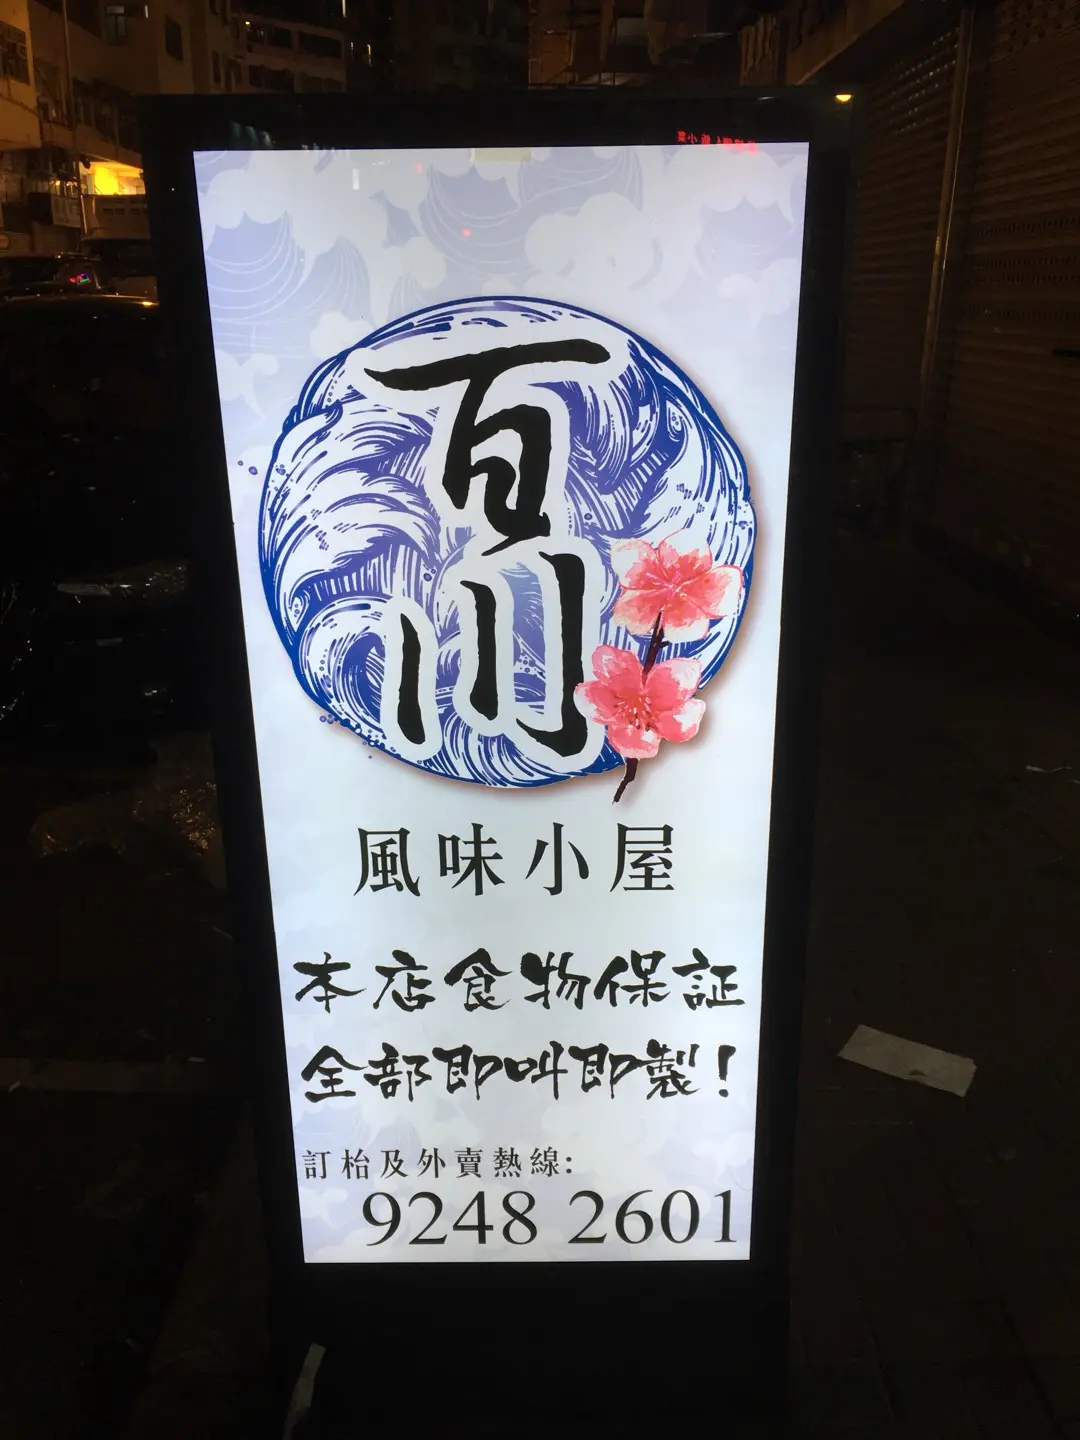 百川
風味小屋
本店食物保証
全部即叫即製！
訂枱及外賣熱線:
9248 2601